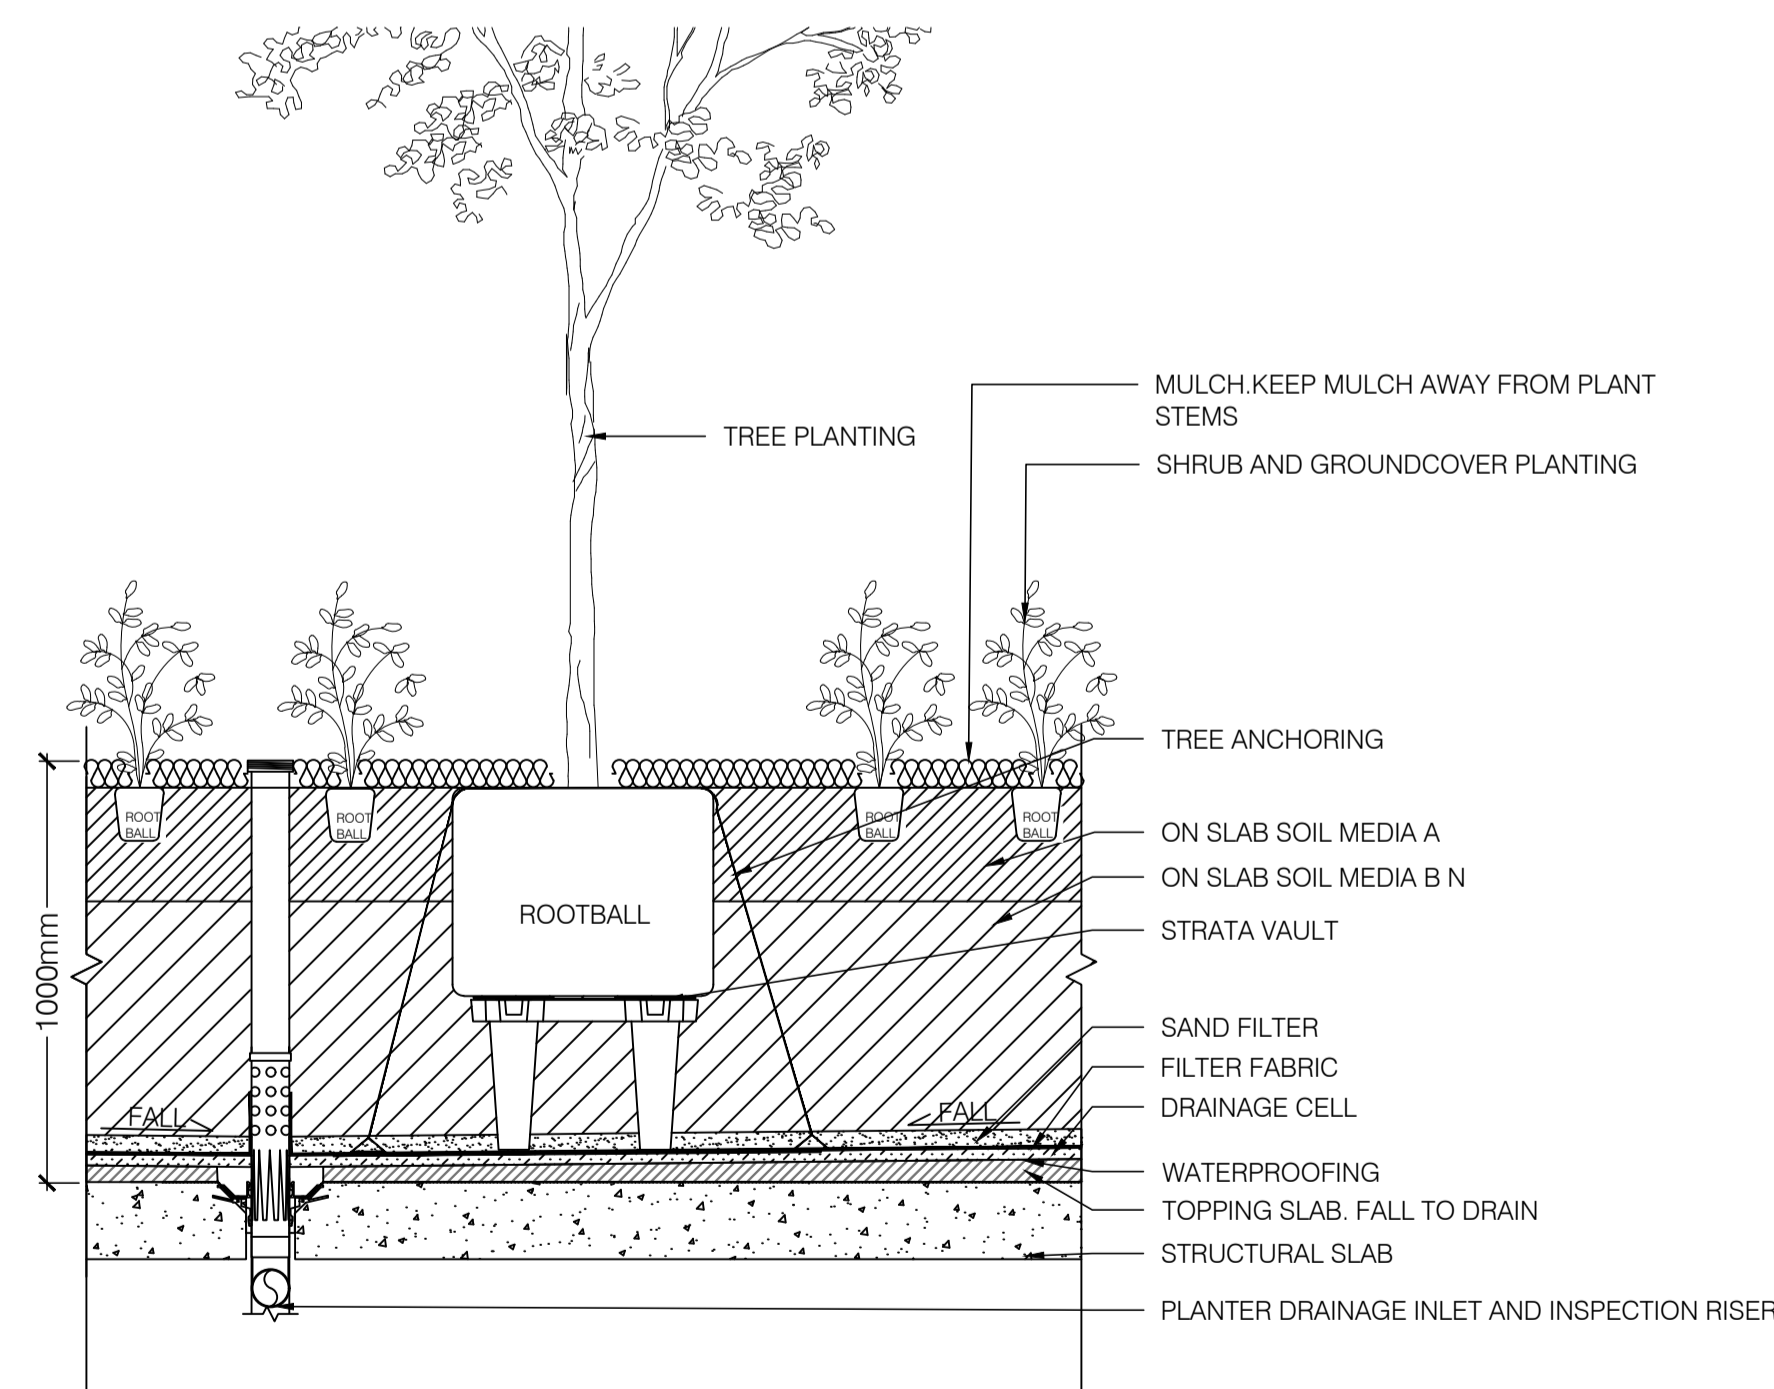 MULCH.KEEP MULCH AWAY FROM PLANT
STEMS
TREE PLANTING
SHRUB AND GROUNDCOVER PLANTING
TREE ANCHORING
ROOT
BALL
ROOT
BALL
ROOT
BALL
ROOT
BALL
ON SLAB SOIL MEDIA A
ON SLAB SOIL MEDIA B N
ROOTBALL
STRATA VAULT
1000mm
SAND FILTER
FILTER FABRIC
FALL
FALL
DRAINAGE CELL
WATERPROOFING
TOPPING SLAB. FALL TO DRAIN
STRUCTURAL SLAB
PLANTER DRAINAGE INLET AND INSPECTION RISER